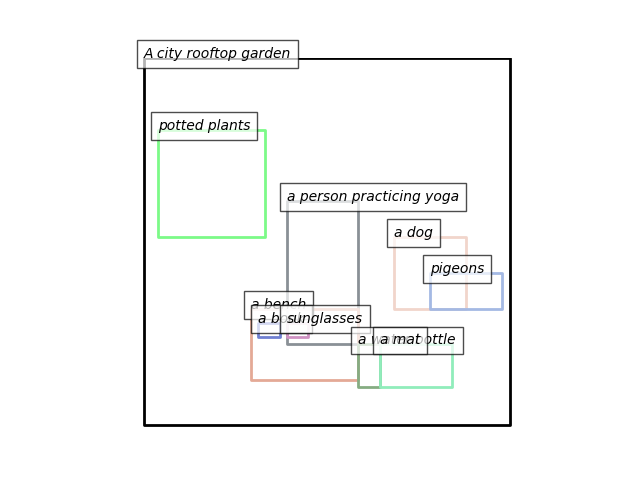 A city rooftop garden
potted plants
a person practicing yoga
a dog
pigeons
a bench
a book
sunglasses
a water bottle
a mat